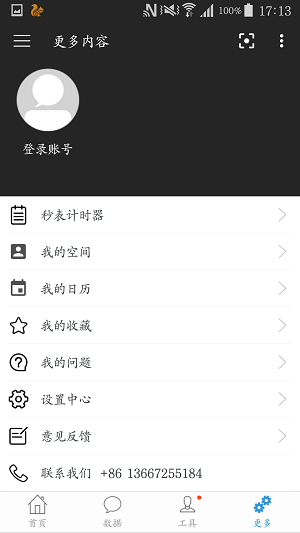 100% 17:13
更多内容
登录账号
秒表计时器
我的空间
我的日历
我的收藏
我的问题
设置中心
意见反馈
联系我们 +86 13667255184
首页 数据 工具 更多